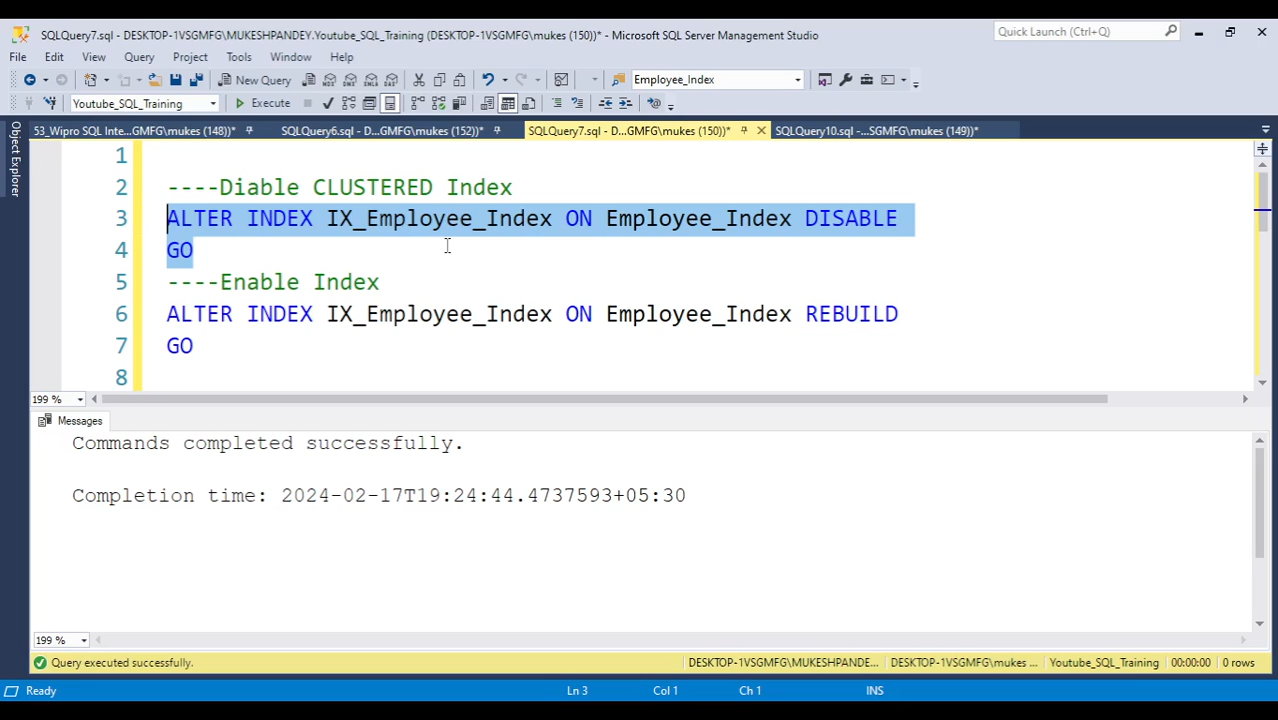 SQLQuery7.sql - DESKTOP-1VSGMFG\MUKESHPANDEY.Youtube_SQL_Training (DESKTOP-1VSGMFG\mukes (150))* - Microsoft SQL Server Management Studio
Quick Launch (Ctrl+Q)
File Edit View Query Project Tools Window Help
New Query Employee_Index
Youtube_SQL_Training Execute
53_Wipro SQL Inte...GMFG\mukes (148))* SQLQuery6.sql - D...GMFG\mukes (152))* SQLQuery7.sql - D...GMFG\mukes (150))* SQLQuery10.sql -...SGMFG\mukes (149))*
Object Explorer
1
2 ----Diable CLUSTERED Index
3 ALTER INDEX IX_Employee_Index ON Employee_Index DISABLE
4 GO
5 ----Enable Index
6 ALTER INDEX IX_Employee_Index ON Employee_Index REBUILD
7 GO
8
199 %
Messages
Commands completed successfully.
Completion time: 2024-02-17T19:24:44.4737593+05:30
199 %
Query executed successfully. DESKTOP-1VSGMFG\MUKESHPANDE... DESKTOP-1VSGMFG\mukes ... Youtube_SQL_Training 00:00:00 0 rows
Ready Ln 3 Col 1 Ch 1 INS